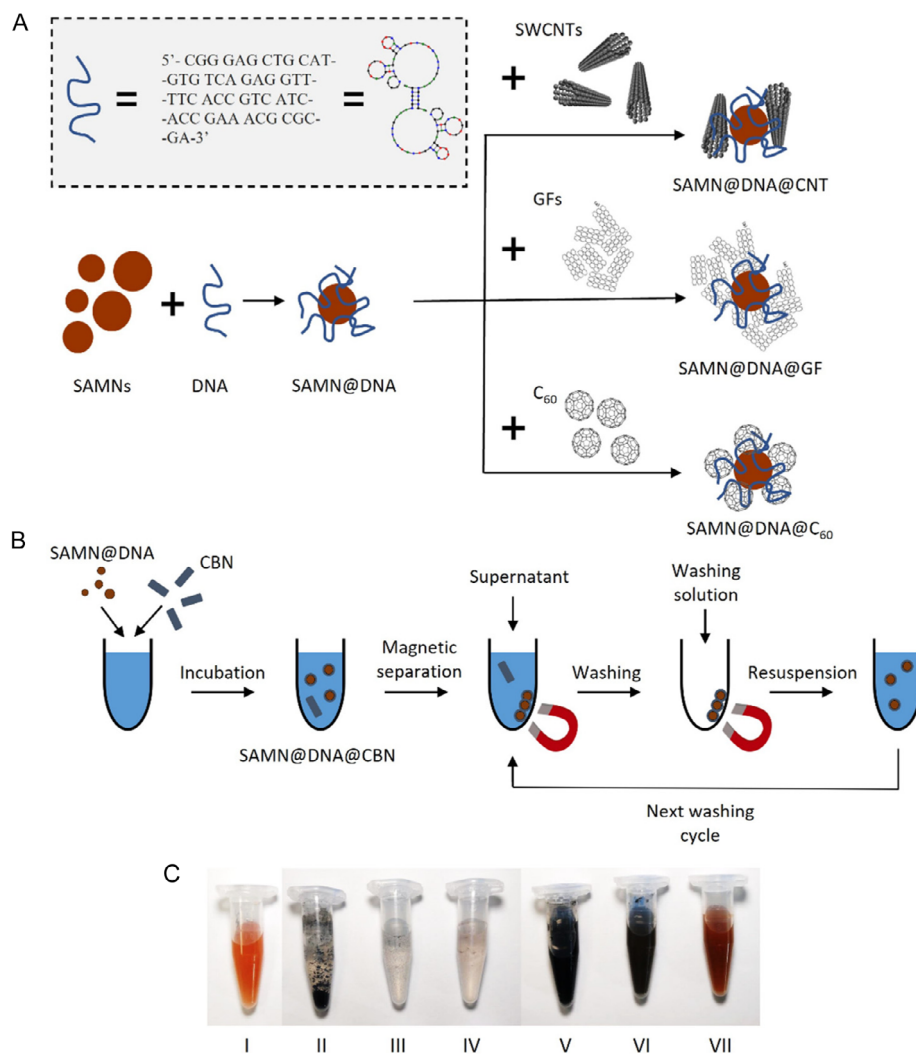 A
5'- CGG GAG CTG CAT-
-GTG TCA GAG GTT-
-TTC ACC GTC ATC-
-ACC GAA ACG CGC-
-GA-3'
=
=
SWCNTs
+
SAMN@DNA@CNT
GFs
+
SAMN@DNA@GF
+
SAMNs
DNA
SAMN@DNA
C₆₀
+
SAMN@DNA@C₆₀
B
SAMN@DNA
CBN
Incubation
SAMN@DNA@CBN
Magnetic
separation
Supernatant
Washing
Washing
solution
Resuspension
Next washing
cycle
C
I
II
III
IV
V
VI
VII